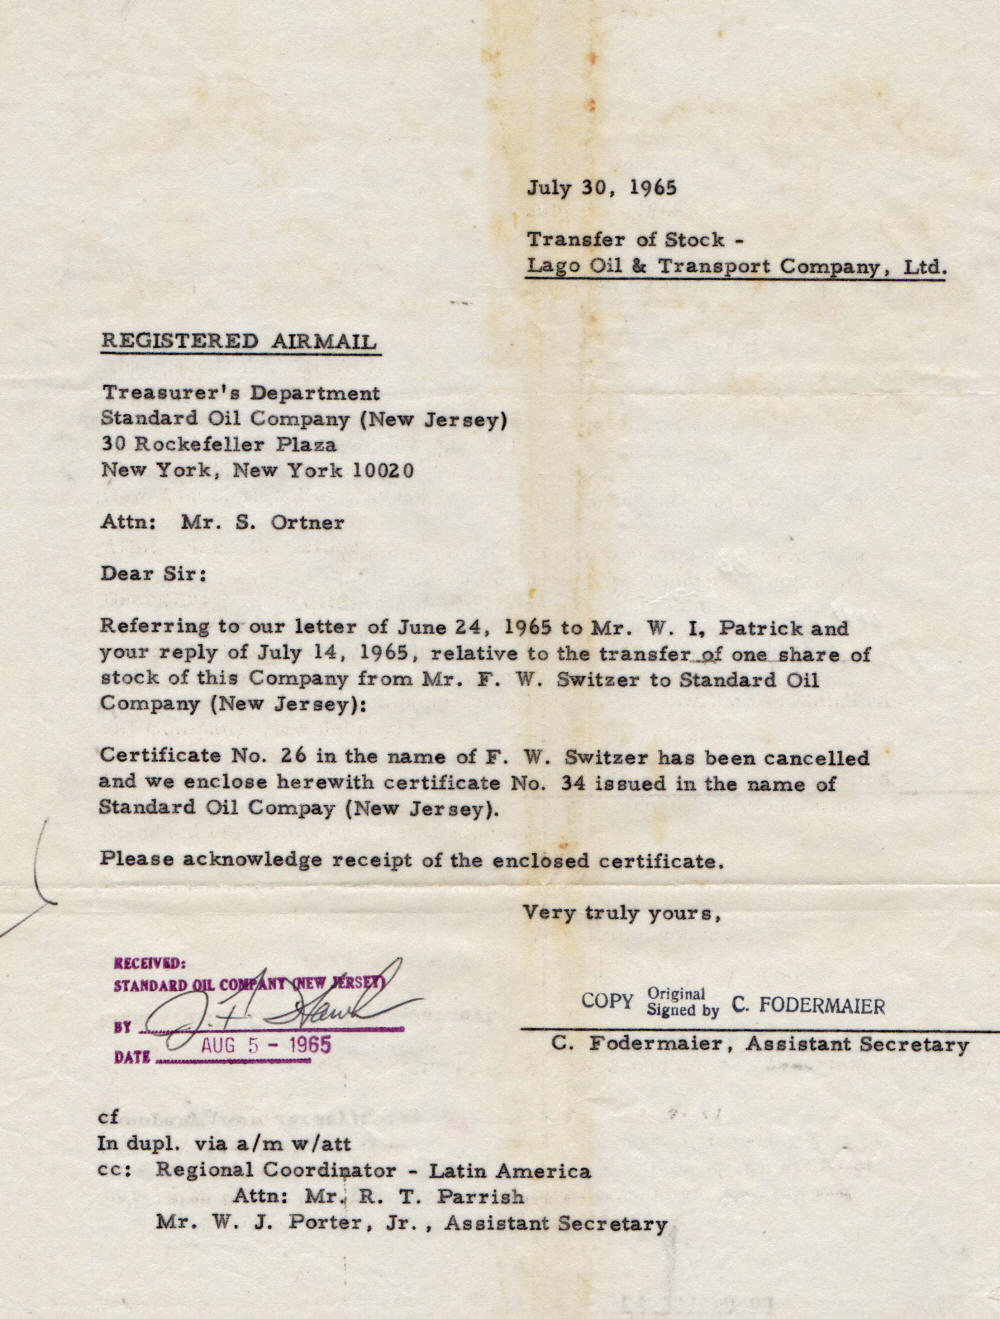 July 30, 1965
Transfer of Stock -
Lago Oil & Transport Company, Ltd.
REGISTERED AIRMAIL
Treasurer's Department
Standard Oil Company (New Jersey)
30 Rockefeller Plaza
New York, New York 10020
Attn: Mr. S. Ortner
Dear Sir:
Referring to our letter of June 24, 1965 to Mr. W. I, Patrick and
your reply of July 14, 1965, relative to the transfer of one share of
stock of this Company from Mr. F. W. Switzer to Standard Oil
Company (New Jersey):
Certificate No. 26 in the name of F. W. Switzer has been cancelled
and we enclose herewith certificate No. 34 issued in the name of
Standard Oil Compay (New Jersey).
Please acknowledge receipt of the enclosed certificate.
Very truly yours,
RECEIVED:
STANDARD OIL COMPANY (NEW JERSEY)
BY
DATE AUG 5 - 1965
COPY Original Signed by C. FODERMAIER
C. Fodermaier, Assistant Secretary
cf
In dupl. via a/m w/att
cc: Regional Coordinator - Latin America
Attn: Mr. R. T. Parrish
Mr. W. J. Porter, Jr., Assistant Secretary